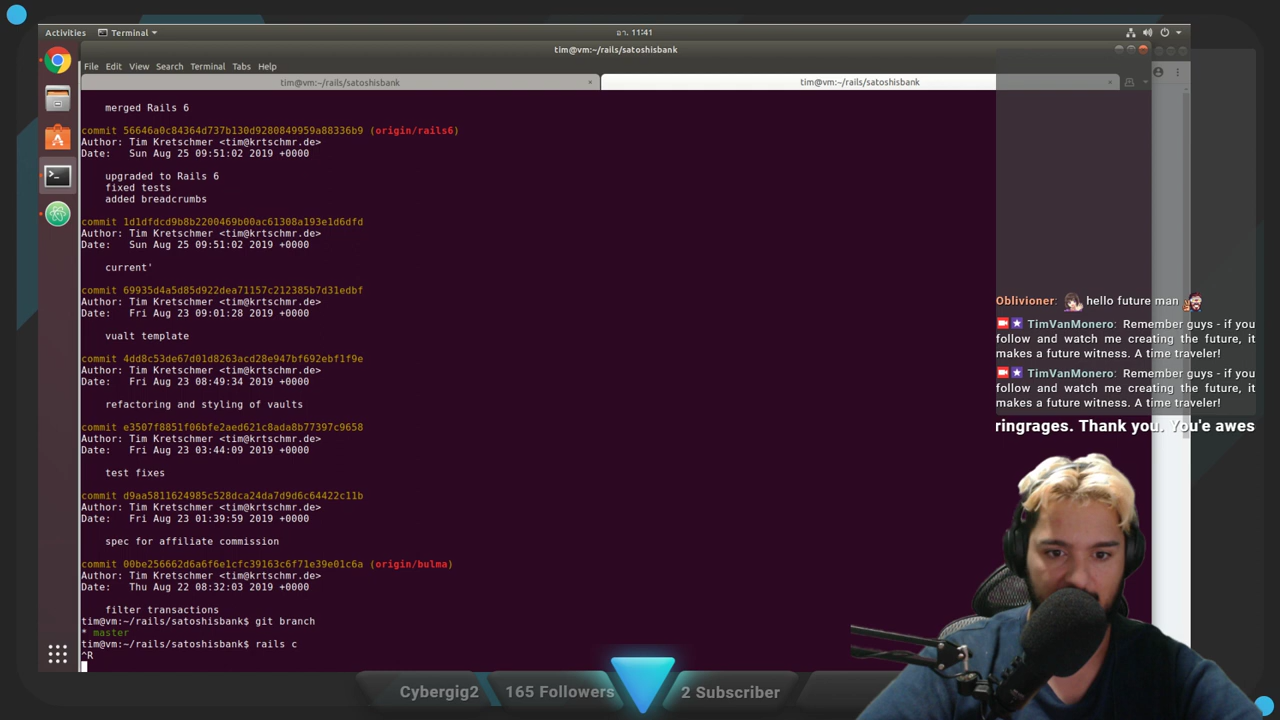 Activities
Terminal
อา. 11:41
tim@vm:~/rails/satoshisbank
File Edit View Search Terminal Tabs Help
tim@vm:~/rails/satoshisbank
tim@vm:~/rails/satoshisbank
merged Rails 6
commit 56646a0c84364d737b130d9280849959a88336b9 (origin/rails6)
Author: Tim Kretschmer <tim@krtschmr.de>
Date: Sun Aug 25 09:51:02 2019 +0000
upgraded to Rails 6
fixed tests
added breadcrumbs
commit 1d1dfdcd9b8b2200469b00ac61308a193e1d6dfd
Author: Tim Kretschmer <tim@krtschmr.de>
Date: Sun Aug 25 09:51:02 2019 +0000
current'
commit 69935d4a5d85d922dea71157c212385b7d31edbf
Author: Tim Kretschmer <tim@krtschmr.de>
Date: Fri Aug 23 09:01:28 2019 +0000
vualt template
commit 4dd8c53de67d01d8263acd28e947bf692ebf1f9e
Author: Tim Kretschmer <tim@krtschmr.de>
Date: Fri Aug 23 08:49:34 2019 +0000
refactoring and styling of vaults
commit e3507f8851f06bfe2aed621c8ada8b77397c9658
Author: Tim Kretschmer <tim@krtschmr.de>
Date: Fri Aug 23 03:44:09 2019 +0000
test fixes
commit d9aa5811624985c528dca24da7d9d6c64422c11b
Author: Tim Kretschmer <tim@krtschmr.de>
Date: Fri Aug 23 01:39:59 2019 +0000
spec for affiliate commission
commit 00be256662d6a6f6e1cfc39163c6f71e39e01c6a (origin/bulma)
Author: Tim Kretschmer <tim@krtschmr.de>
Date: Thu Aug 22 08:32:03 2019 +0000
filter transactions
tim@vm:~/rails/satoshisbank$ git branch
* master
tim@vm:~/rails/satoshisbank$ rails c
^R
Oblivioner: hello future man
TimVanMonero: Remember guys - if you
follow and watch me creating the future, it
makes a future witness. A time traveler!
TimVanMonero: Remember guys - if you
follow and watch me creating the future, it
makes a future witness. A time traveler!
ringrages. Thank you. You'e awes
Cybergig2
165 Followers
2 Subscriber